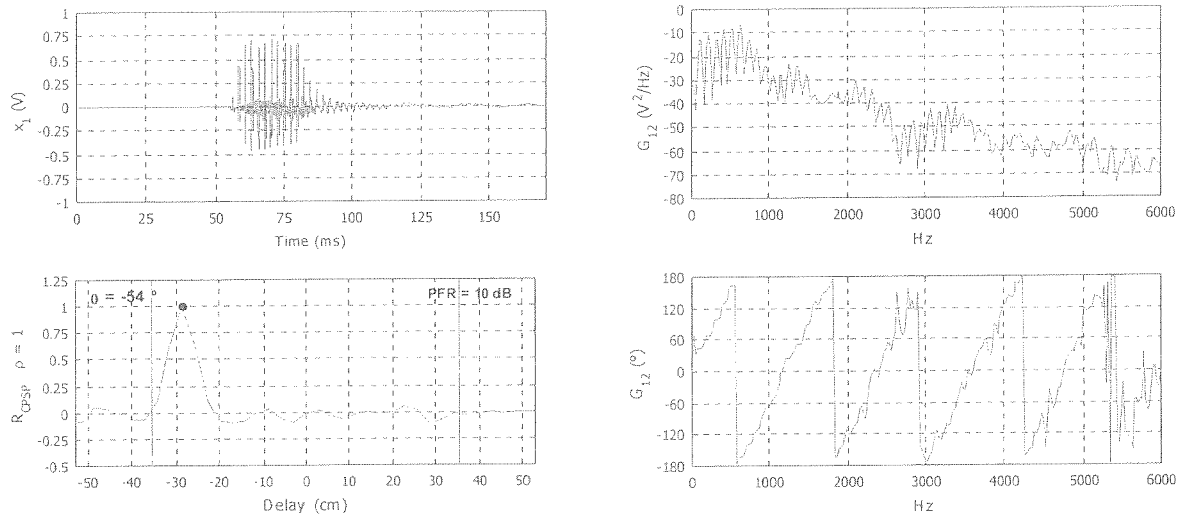 1
0.75
0.5
0.25
0
-0.25
-0.5
-0.75
-1
x1 (V)
0 25 50 75 100 125 150
Time (ms)
0
-10
-20
-30
-40
-50
-60
-70
-80
G12 (V2/Hz)
0 1000 2000 3000 4000 5000 6000
Hz
1.25
1
0.75
0.5
0.25
0
-0.25
-0.5
RCPSP ρ = 1
θ = -54 °
PFR = 10 dB
-50 -40 -30 -20 -10 0 10 20 30 40 50
Delay (cm)
180
120
60
0
-60
-120
-180
G12 (°)
0 1000 2000 3000 4000 5000 6000
Hz